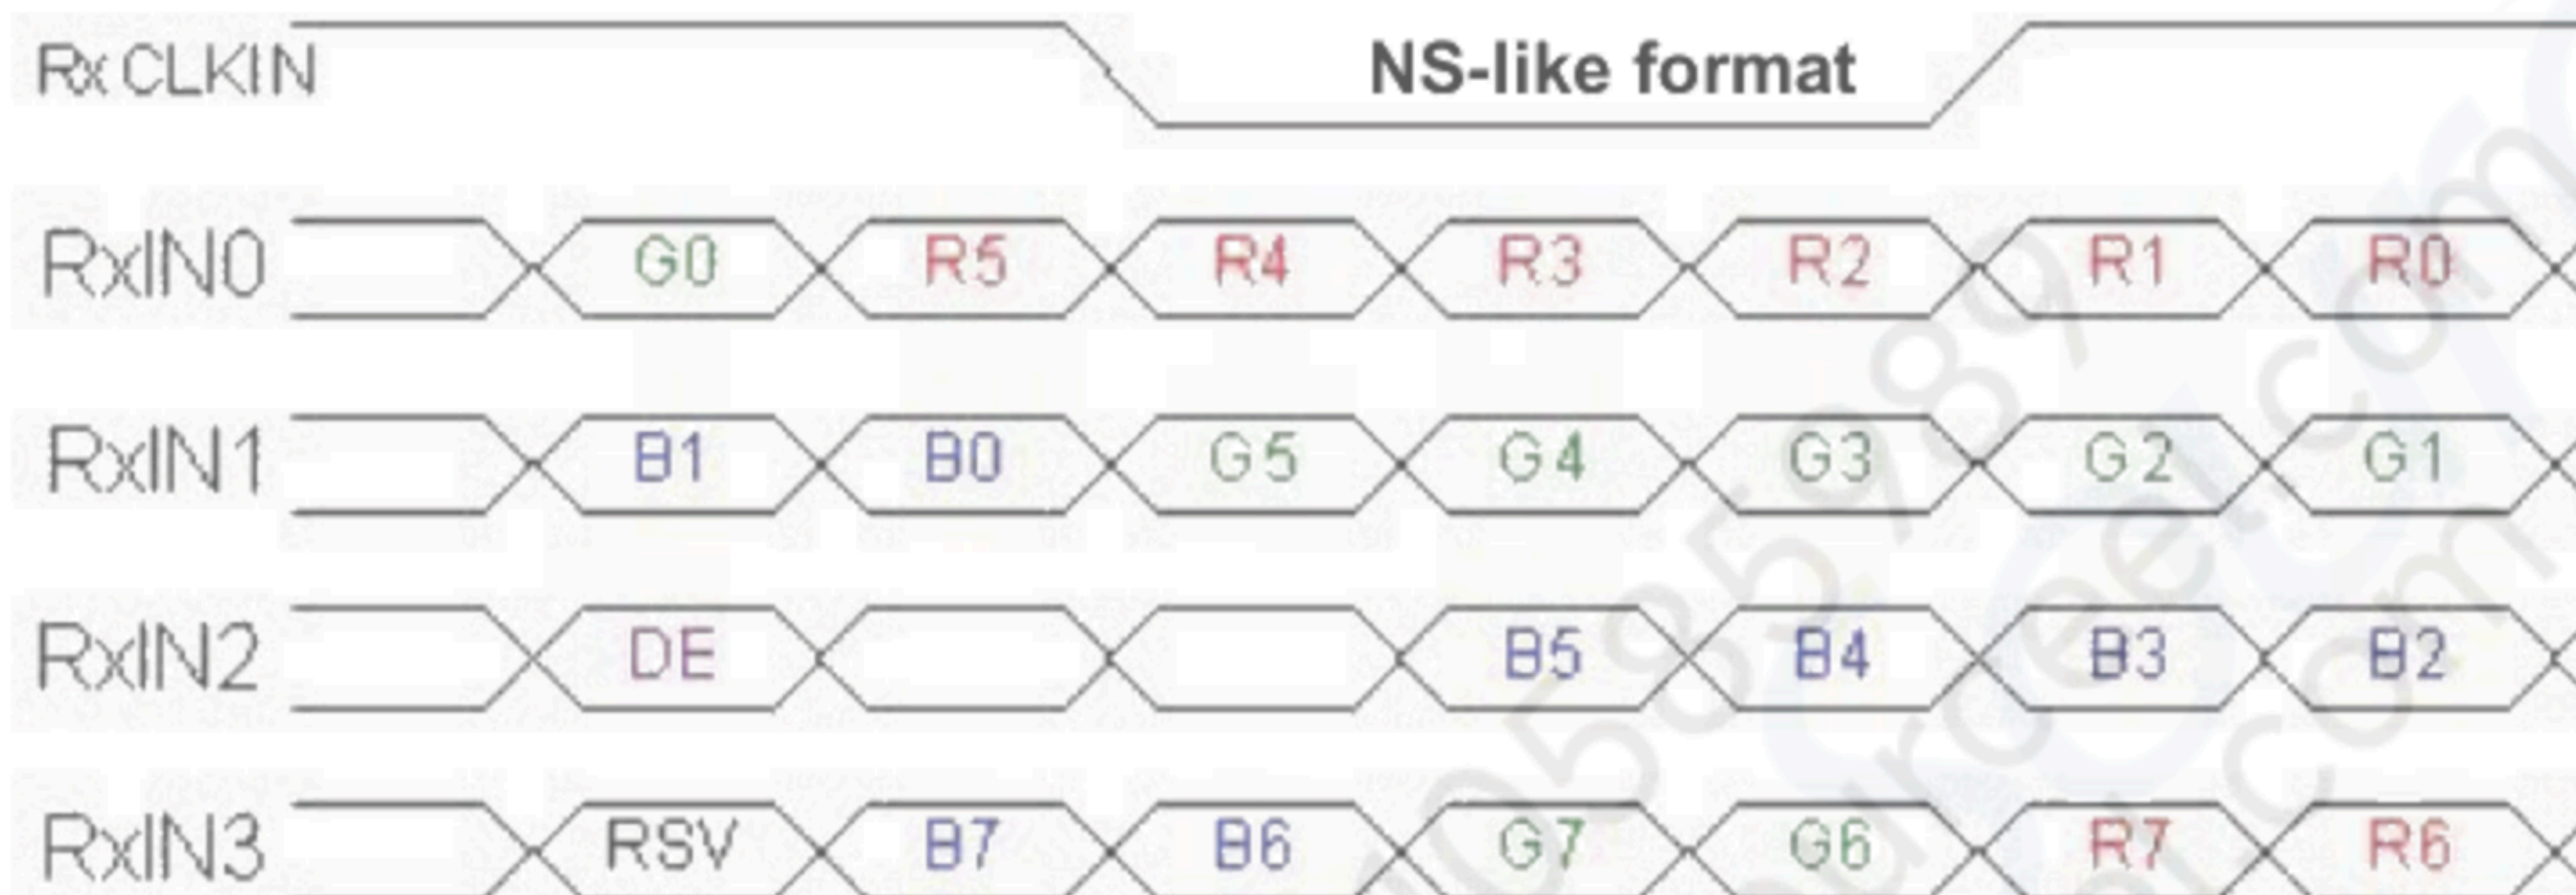 Rx CLKIN NS-like format
RxIN0 G0 R5 R4 R3 R2 R1 R0
RxIN1 B1 B0 G5 G4 G3 G2 G1
RxIN2 DE B5 B4 B3 B2
RxIN3 RSV B7 B6 G7 G6 R7 R6